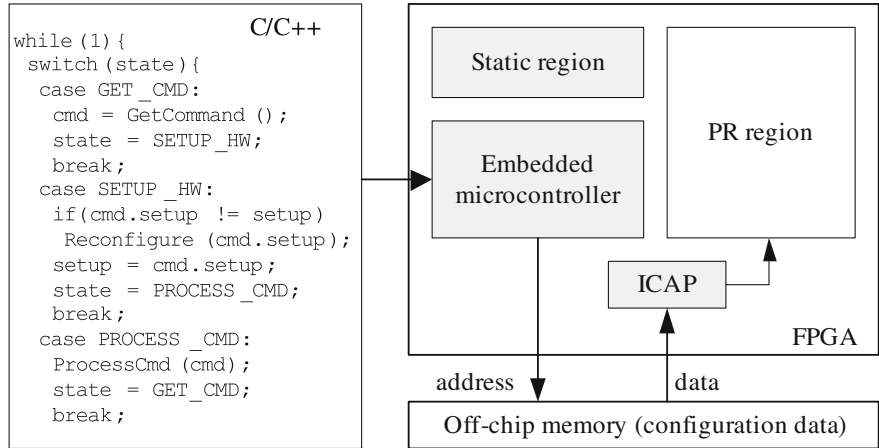 C/C++
while(1){
switch(state){
case GET_CMD:
cmd = GetCommand();
state = SETUP_HW;
break;
case SETUP_HW:
if(cmd.setup != setup)
Reconfigure(cmd.setup);
setup = cmd.setup;
state = PROCESS_CMD;
break;
case PROCESS_CMD:
ProcessCmd(cmd);
state = GET_CMD;
break;
Static region
Embedded
microcontroller
PR region
ICAP
FPGA
address
data
Off-chip memory (configuration data)